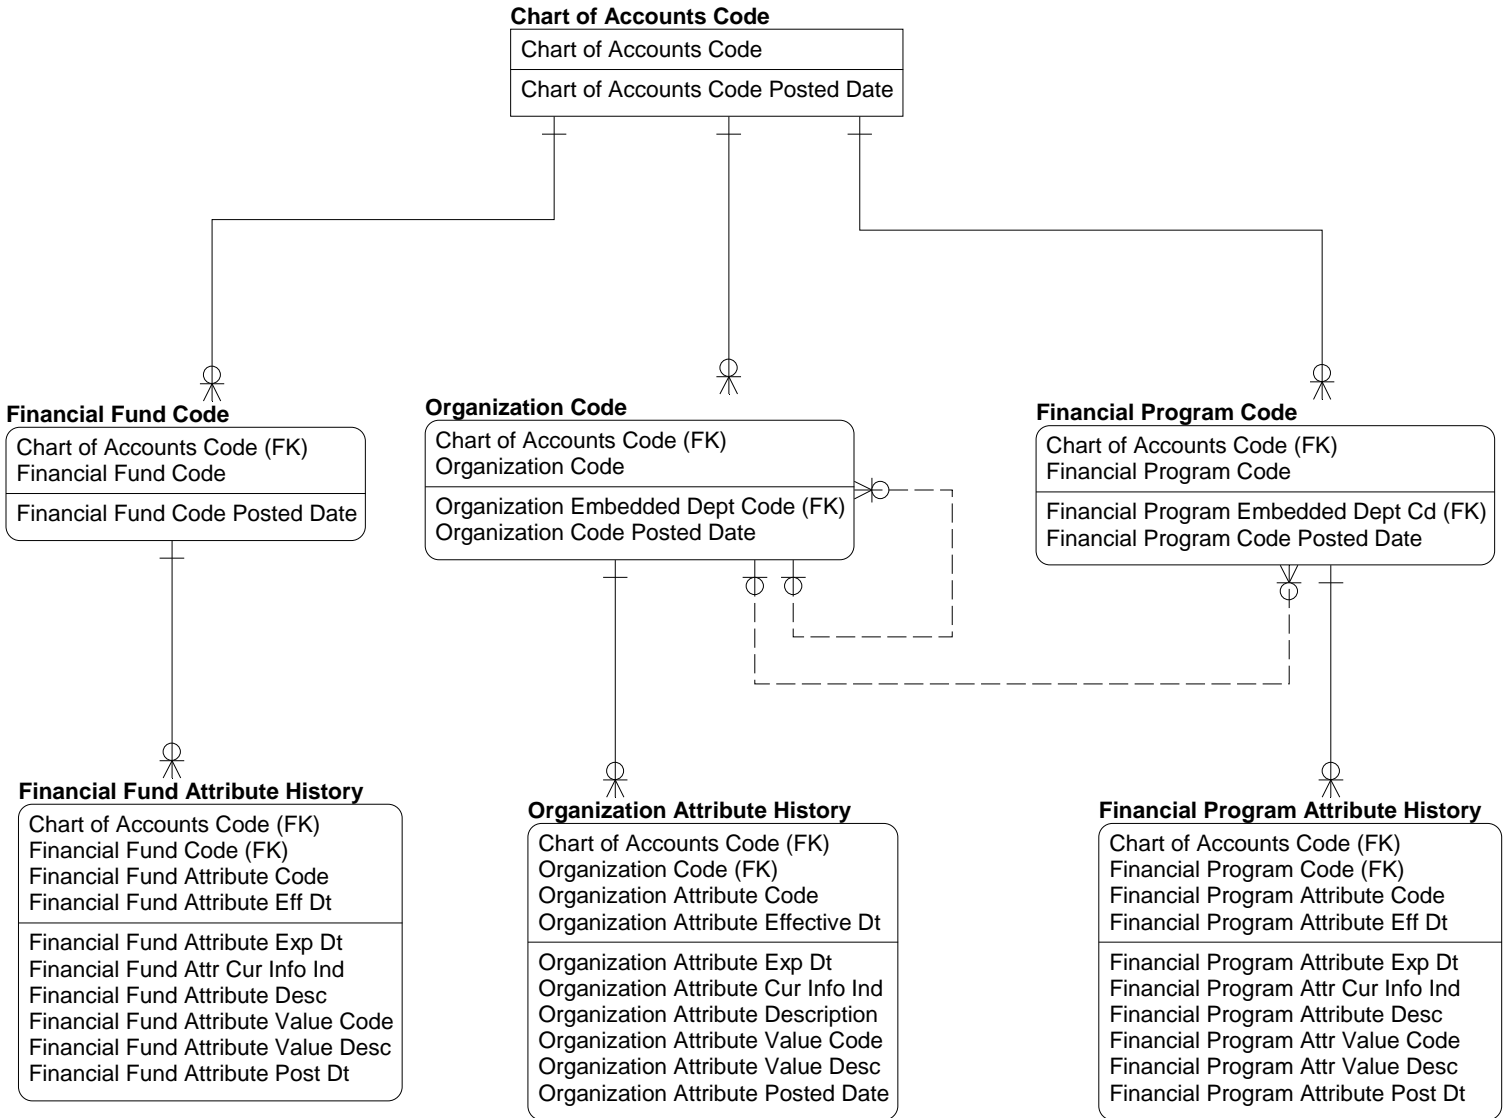 Chart of Accounts Code
Chart of Accounts Code
Chart of Accounts Code Posted Date
Financial Fund Code
Chart of Accounts Code (FK)
Financial Fund Code
Financial Fund Code Posted Date
Organization Code
Chart of Accounts Code (FK)
Organization Code
Organization Embedded Dept Code (FK)
Organization Code Posted Date
Financial Program Code
Chart of Accounts Code (FK)
Financial Program Code
Financial Program Embedded Dept Cd (FK)
Financial Program Code Posted Date
Financial Fund Attribute History
Chart of Accounts Code (FK)
Financial Fund Code (FK)
Financial Fund Attribute Code
Financial Fund Attribute Eff Dt
Financial Fund Attribute Exp Dt
Financial Fund Attr Cur Info Ind
Financial Fund Attribute Desc
Financial Fund Attribute Value Code
Financial Fund Attribute Value Desc
Financial Fund Attribute Post Dt
Organization Attribute History
Chart of Accounts Code (FK)
Organization Code (FK)
Organization Attribute Code
Organization Attribute Effective Dt
Organization Attribute Exp Dt
Organization Attribute Cur Info Ind
Organization Attribute Description
Organization Attribute Value Code
Organization Attribute Value Desc
Organization Attribute Posted Date
Financial Program Attribute History
Chart of Accounts Code (FK)
Financial Program Code (FK)
Financial Program Attribute Code
Financial Program Attribute Eff Dt
Financial Program Attribute Exp Dt
Financial Program Attr Cur Info Ind
Financial Program Attribute Desc
Financial Program Attr Value Code
Financial Program Attr Value Desc
Financial Program Attribute Post Dt